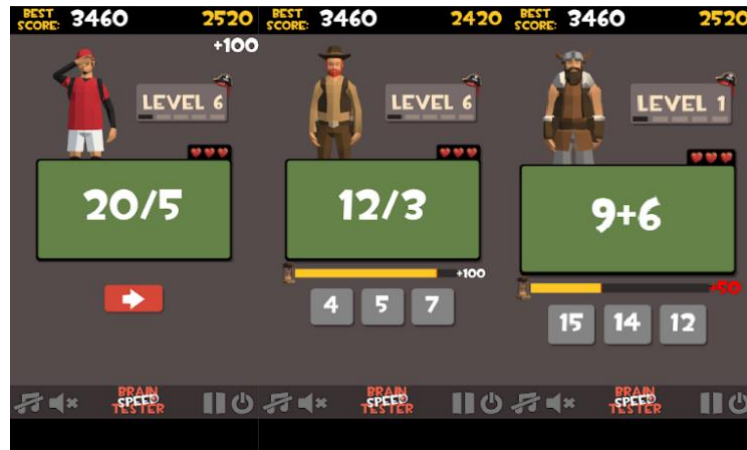 BEST SCORE: 3460 2520
+100
LEVEL 6
20/5
BRAIN
SPEED
TESTER
BEST SCORE: 3460 2420
LEVEL 6
12/3
+100
4 5 7
BRAIN
SPEED
TESTER
BEST SCORE: 3460 2520
LEVEL 1
9+6
+50
15 14 12
BRAIN
SPEED
TESTER